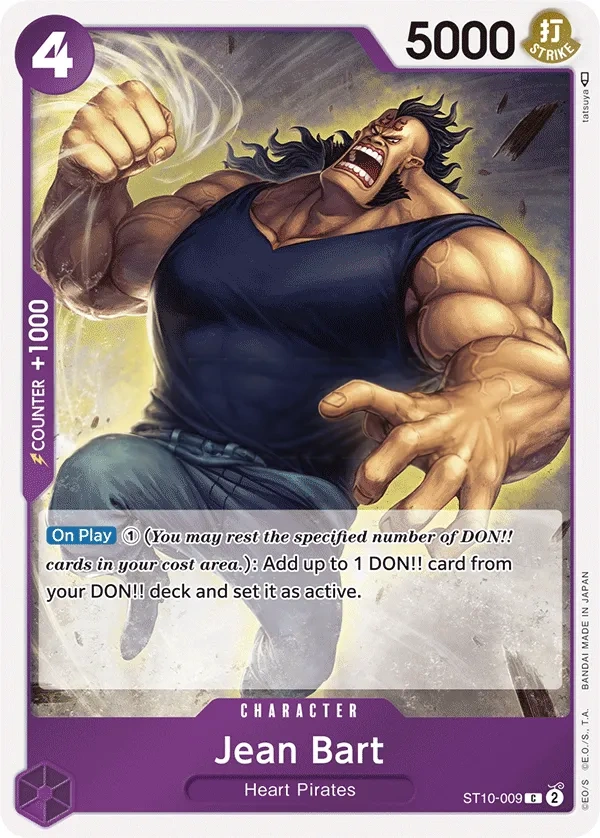 4
5000
打
STRIKE
tatsuya
COUNTER +1000
On Play ① (You may rest the specified number of DON!!
cards in your cost area.): Add up to 1 DON!! card from
your DON!! deck and set it as active.
CHARACTER
Jean Bart
Heart Pirates
ST10-009 C 2
©EO/S ©E.O./S., T.A. BANDAI MADE IN JAPAN